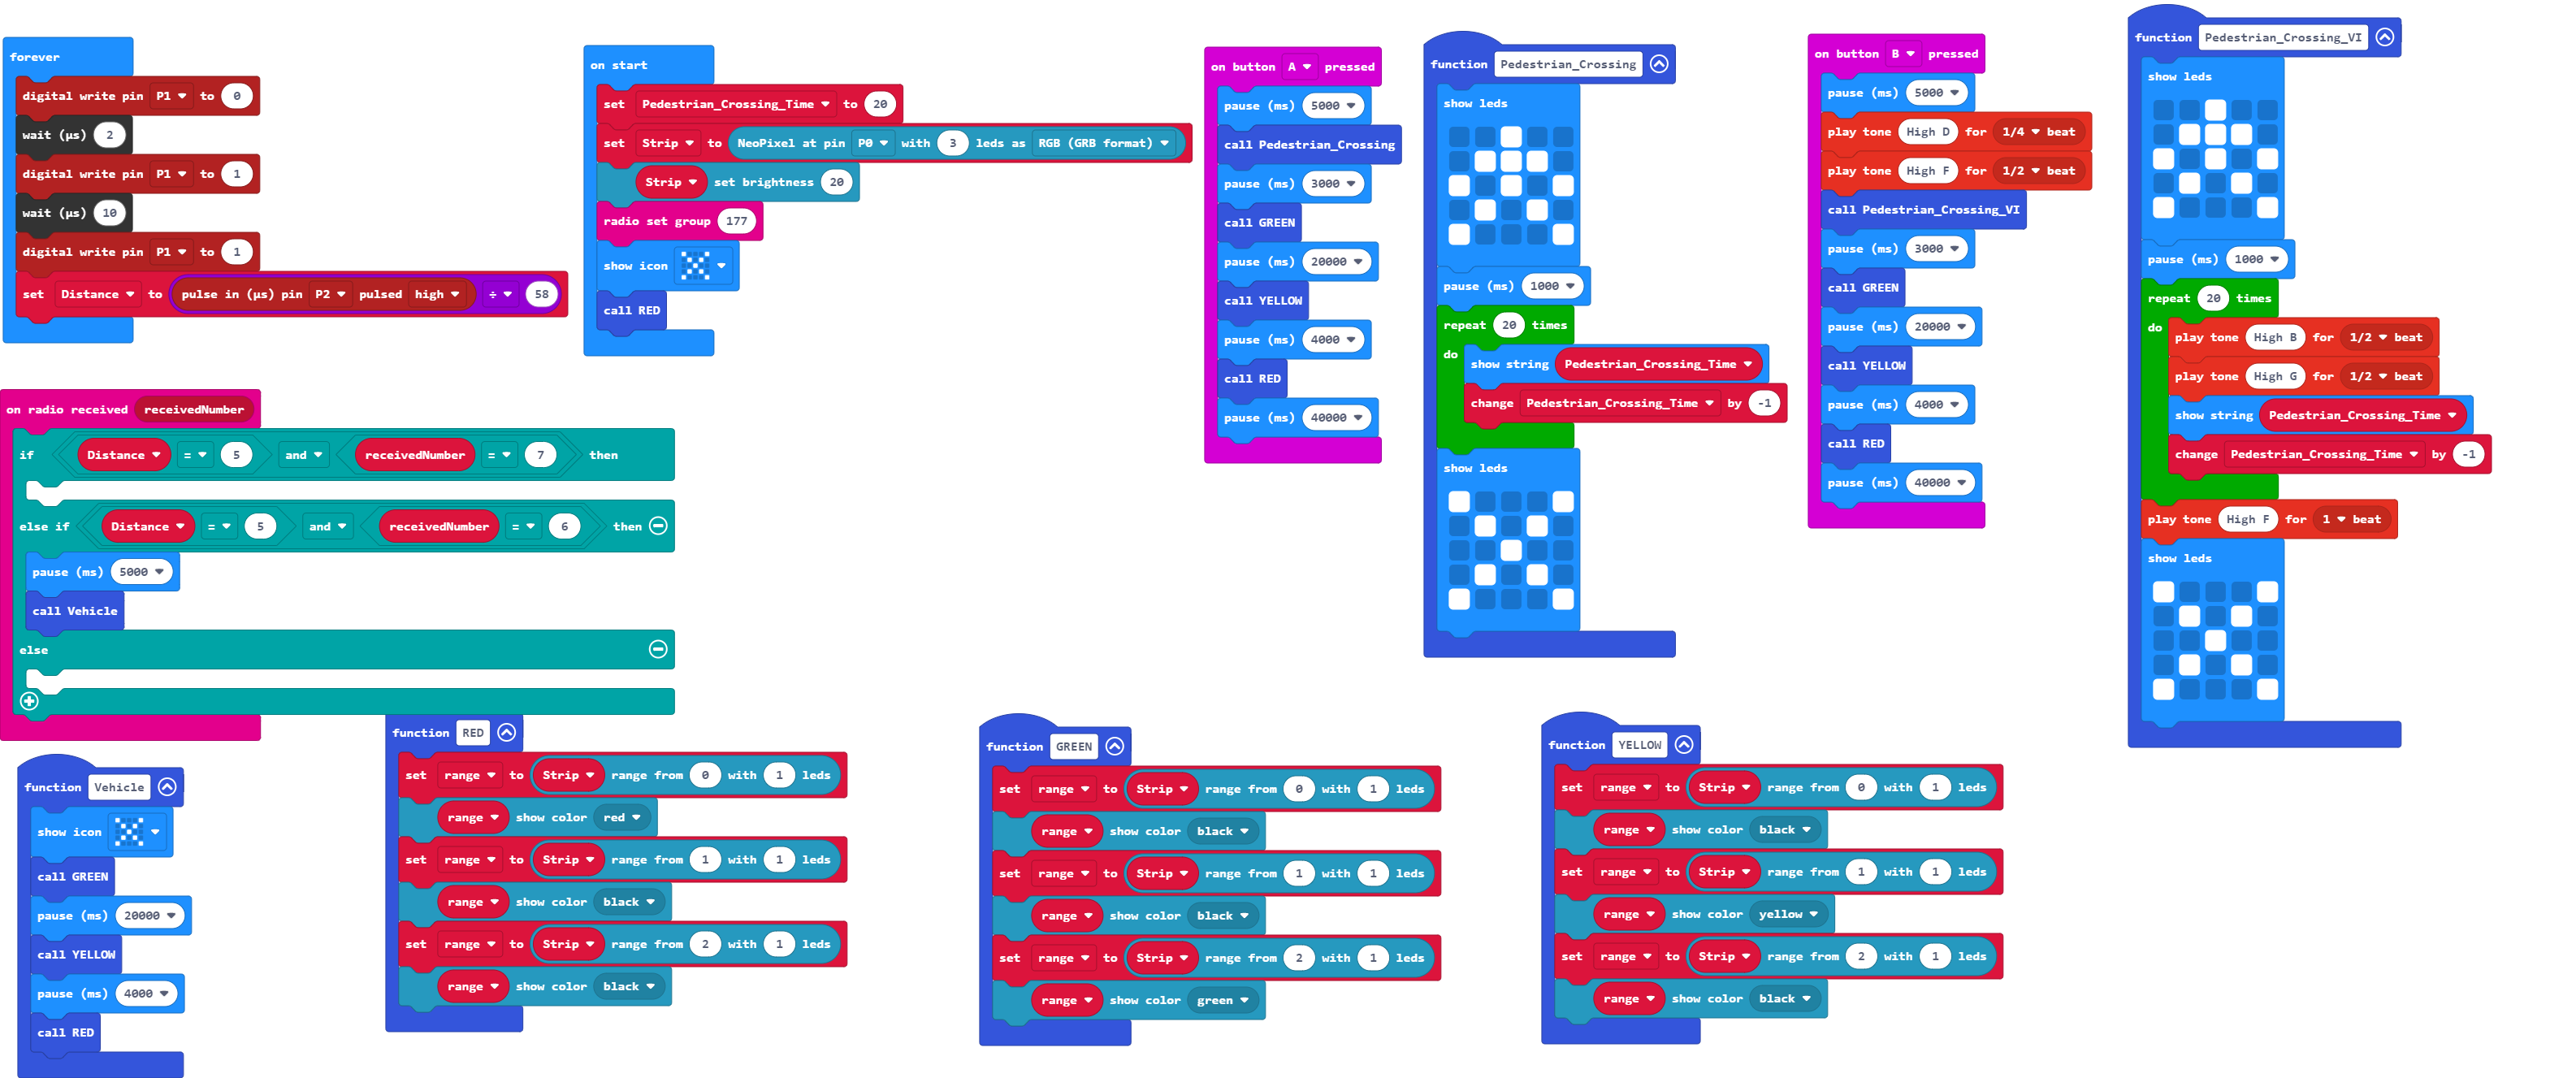 forever
digital write pin P1 to 0
wait (µs) 2
digital write pin P1 to 1
wait (µs) 10
digital write pin P1 to 1
set Distance to pulse in (µs) pin P2 pulsed high ÷ 58
on start
set Pedestrian_Crossing_Time to 20
set Strip to NeoPixel at pin P0 with 3 leds as RGB (GRB format)
Strip set brightness 20
radio set group 177
show icon
call RED
on button A pressed
pause (ms) 5000
call Pedestrian_Crossing
pause (ms) 3000
call GREEN
pause (ms) 20000
call YELLOW
pause (ms) 4000
call RED
pause (ms) 40000
function Pedestrian_Crossing
show leds
pause (ms) 1000
repeat 20 times
do
show string Pedestrian_Crossing_Time
change Pedestrian_Crossing_Time by -1
show leds
on button B pressed
pause (ms) 5000
play tone High D for 1/4 beat
play tone High F for 1/2 beat
call Pedestrian_Crossing_VI
pause (ms) 3000
call GREEN
pause (ms) 20000
call YELLOW
pause (ms) 4000
call RED
pause (ms) 40000
function Pedestrian_Crossing_VI
show leds
pause (ms) 1000
repeat 20 times
do
play tone High B for 1/2 beat
play tone High G for 1/2 beat
show string Pedestrian_Crossing_Time
change Pedestrian_Crossing_Time by -1
play tone High F for 1 beat
show leds
on radio received receivedNumber
if Distance = 5 and receivedNumber = 7 then
else if Distance = 5 and receivedNumber = 6 then
pause (ms) 5000
call Vehicle
else
function Vehicle
show icon
call GREEN
pause (ms) 20000
call YELLOW
pause (ms) 4000
call RED
function RED
set range to Strip range from 0 with 1 leds
range show color red
set range to Strip range from 1 with 1 leds
range show color black
set range to Strip range from 2 with 1 leds
range show color black
function GREEN
set range to Strip range from 0 with 1 leds
range show color black
set range to Strip range from 1 with 1 leds
range show color black
set range to Strip range from 2 with 1 leds
range show color green
function YELLOW
set range to Strip range from 0 with 1 leds
range show color black
set range to Strip range from 1 with 1 leds
range show color yellow
set range to Strip range from 2 with 1 leds
range show color black